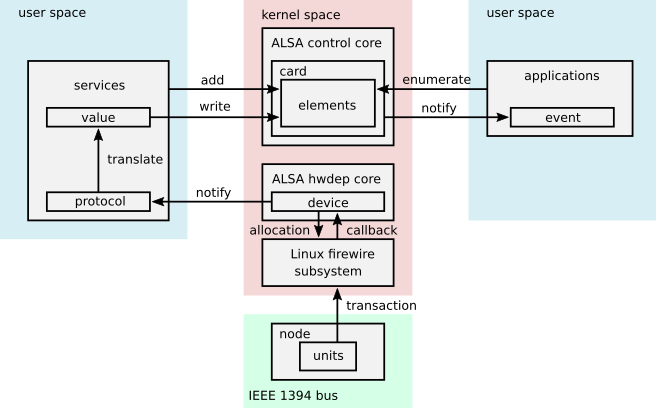 user space
kernel space
user space
ALSA control core
services
card
applications
add
enumerate
elements
value
write
notify
event
translate
ALSA hwdep core
protocol
notify
device
allocation
callback
Linux firewire
subsystem
transaction
node
units
IEEE 1394 bus